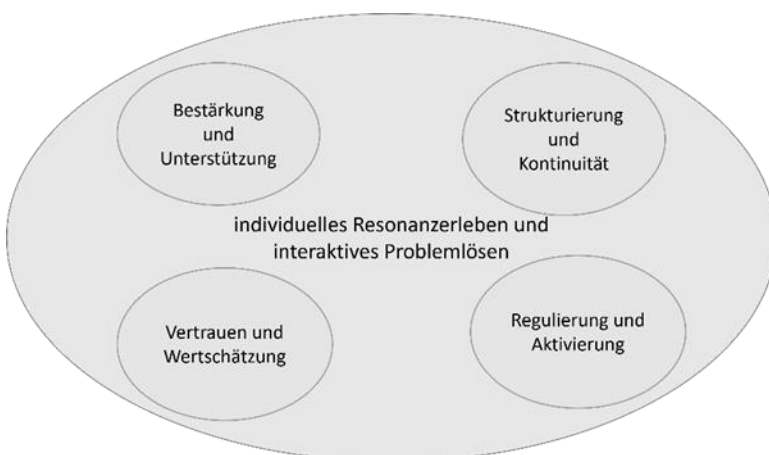 Bestärkung
und
Unterstützung
Strukturierung
und
Kontinuität
individuelles Resonanzerleben und
interaktives Problemlösen
Vertrauen und
Wertschätzung
Regulierung und
Aktivierung